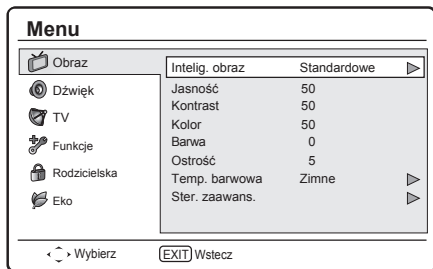 Menu
Obraz
Dźwięk
TV
Funkcje
Rodzicielska
Eko
Intelig. obraz Standardowe
Jasność 50
Kontrast 50
Kolor 50
Barwa 0
Ostrość 5
Temp. barwowa Zimne
Ster. zaawans.
Wybierz EXIT Wstecz